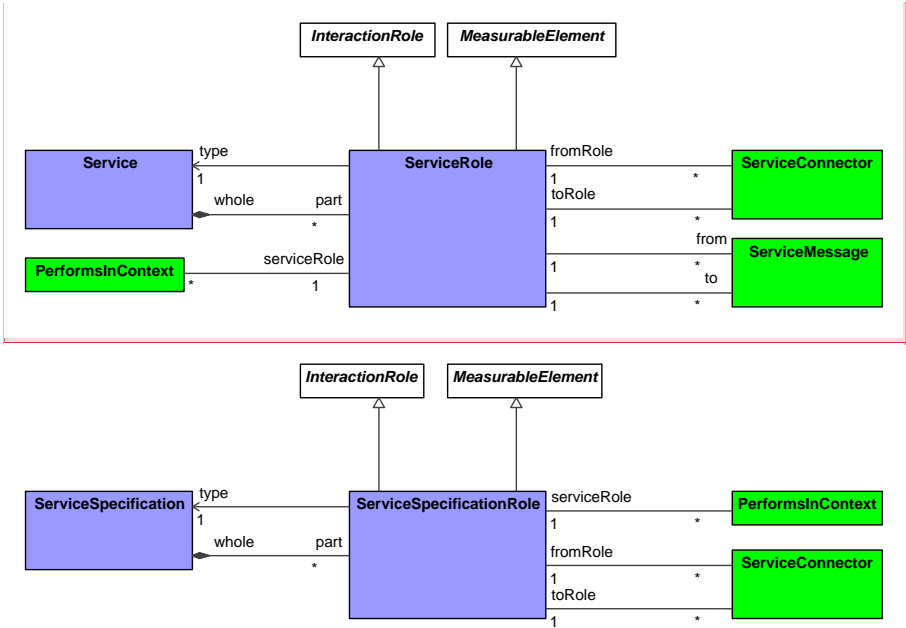 InteractionRole MeasurableElement
Service type ServiceRole fromRole ServiceConnector
1 1 *
whole part toRole
* 1 *
from ServiceMessage
PerformsInContext serviceRole 1 *
* 1 to
1 *
InteractionRole MeasurableElement
ServiceSpecification type ServiceSpecificationRole serviceRole PerformsInContext
1 1 *
whole part fromRole ServiceConnector
* 1 *
toRole
1 *